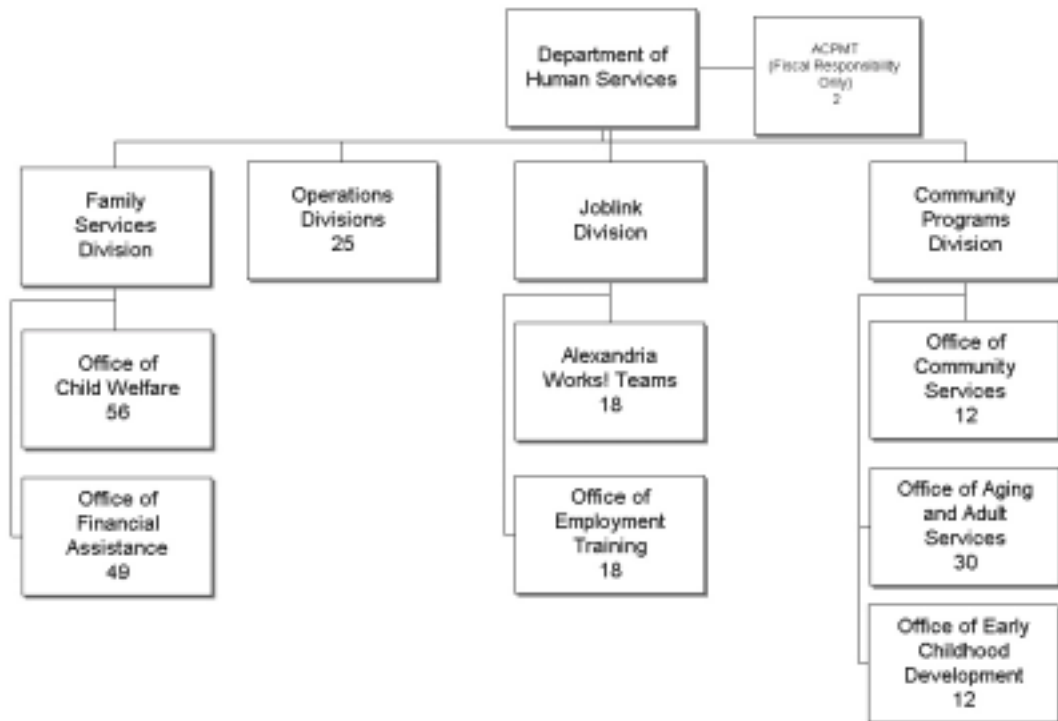 Department of
Human Services
ACPMT
(Fiscal Responsibility
Only)
2
Family
Services
Division
Operations
Divisions
25
Joblink
Division
Community
Programs
Division
Office of
Child Welfare
56
Alexandria
Works! Teams
18
Office of
Community
Services
12
Office of
Financial
Assistance
49
Office of
Employment
Training
18
Office of Aging
and Adult
Services
30
Office of Early
Childhood
Development
12